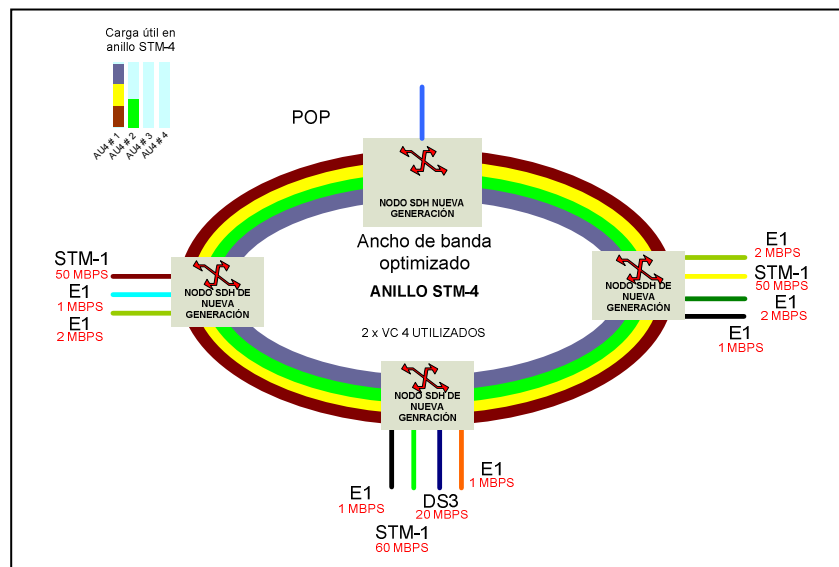 Carga útil en
anillo STM-4
AU4 # 1
AU4 # 2
AU4 # 3
AU4 # 4
POP
NODO SDH NUEVA
GENERACIÓN
Ancho de banda
optimizado
ANILLO STM-4
2 x VC 4 UTILIZADOS
STM-1
50 MBPS
E1
1 MBPS
E1
2 MBPS
NODO SDH DE
NUEVA
GENERACIÓN
NODO SDH DE
NUEVA
GENERACIÓN
E1
2 MBPS
STM-1
50 MBPS
E1
2 MBPS
E1
1 MBPS
NODO SDH DE
NUEVA
GENRACIÓN
E1
1 MBPS
STM-1
60 MBPS
DS3
20 MBPS
E1
1 MBPS